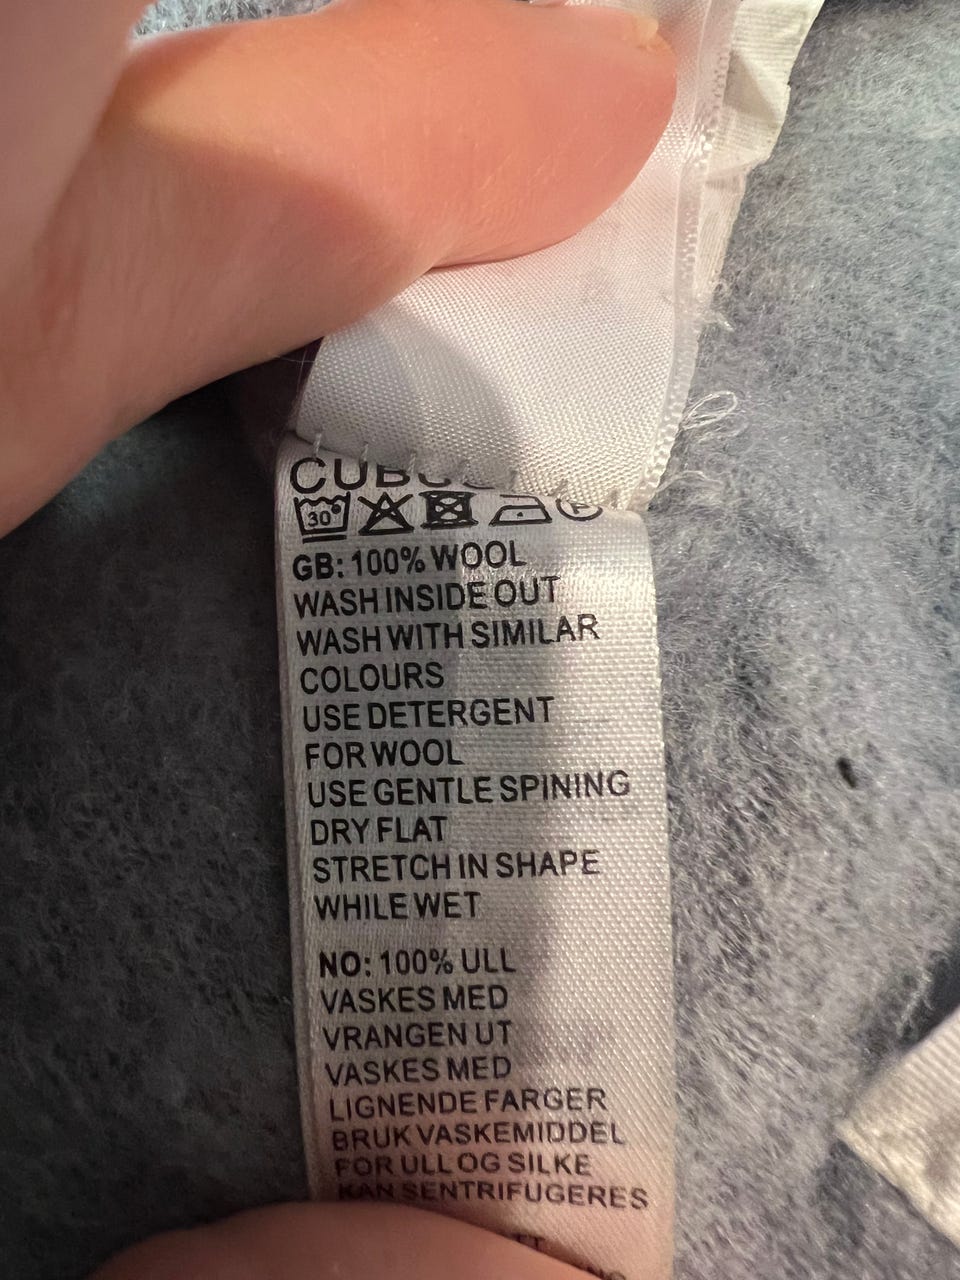 30°
GB: 100% WOOL
WASH INSIDE OUT
WASH WITH SIMILAR
COLOURS
USE DETERGENT
FOR WOOL
USE GENTLE SPINING
DRY FLAT
STRETCH IN SHAPE
WHILE WET
NO: 100% ULL
VASKES MED
VRANGEN UT
VASKES MED
LIGNENDE FARGER
BRUK VASKEMIDDEL
FOR ULL OG SILKE
KAN SENTRIFUGERES